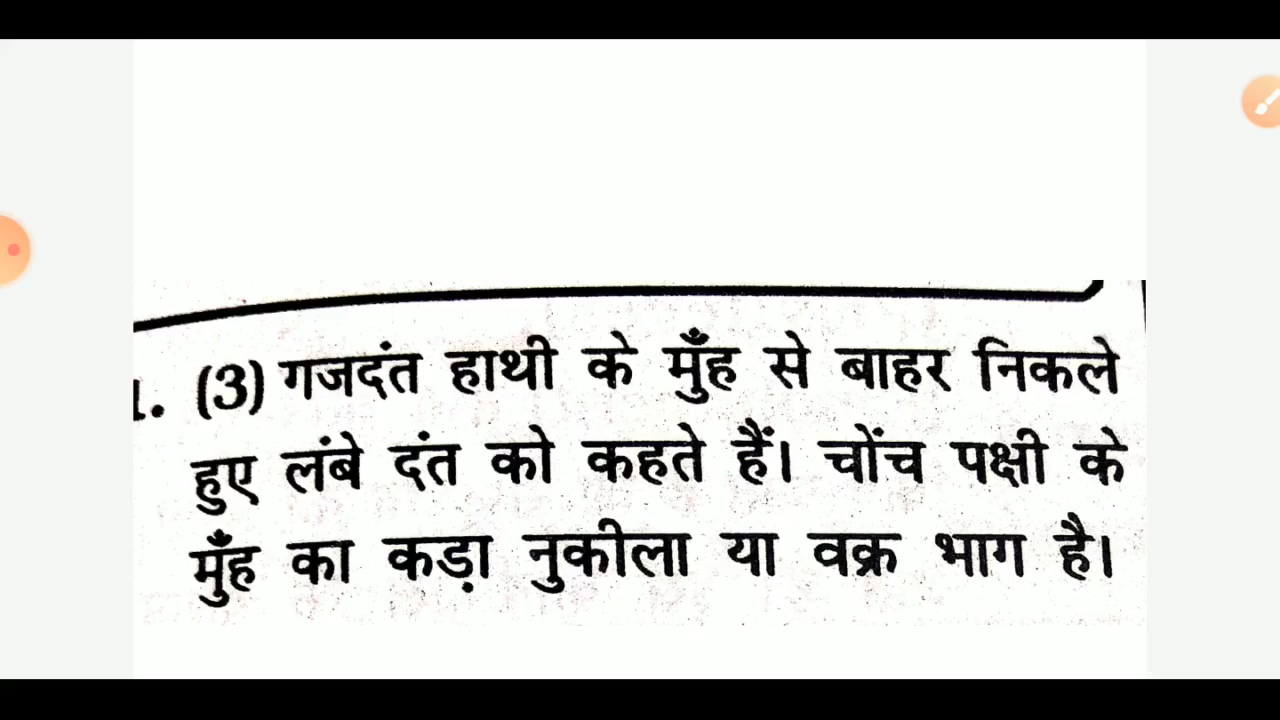 1. (3) गजदंत हाथी के मुँह से बाहर निकले
हुए लंबे दंत को कहते हैं। चोंच पक्षी के
मुँह का कड़ा नुकीला या वक्र भाग है।